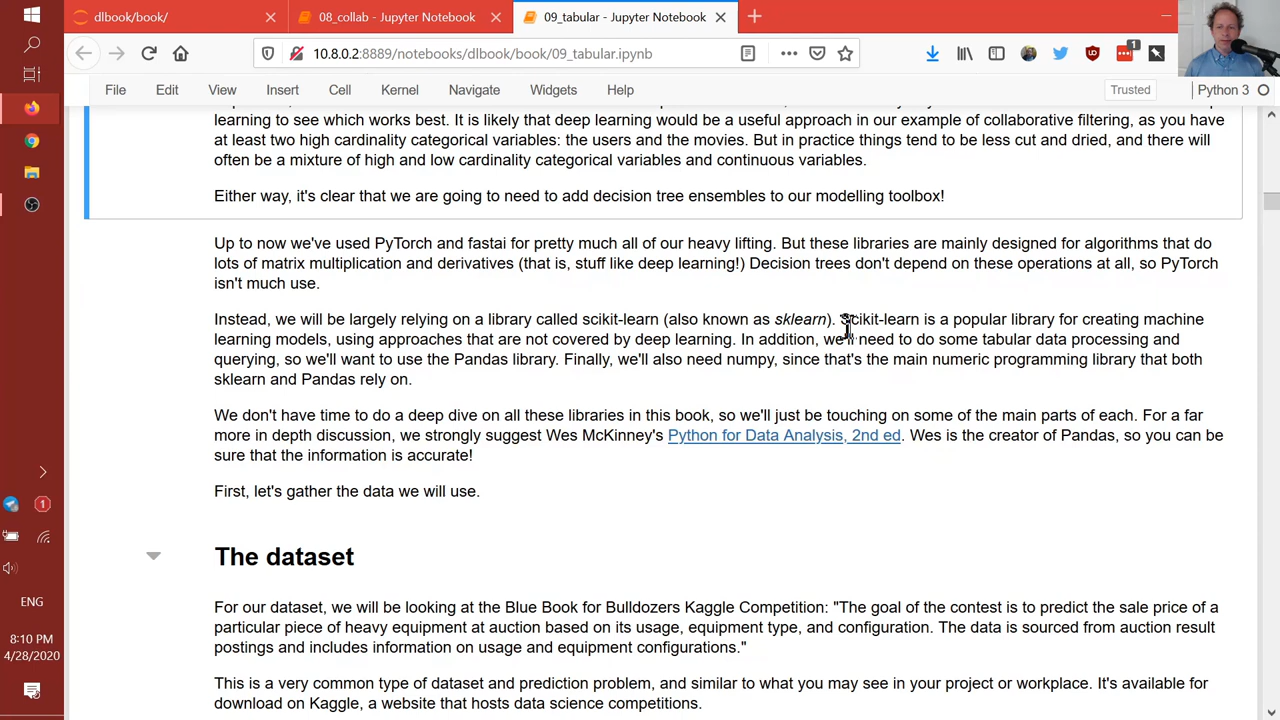 dlbook/book/
08_collab - Jupyter Notebook
09_tabular - Jupyter Notebook
10.8.0.2:8889/notebooks/dlbook/book/09_tabular.ipynb
1
File Edit View Insert Cell Kernel Navigate Widgets Help
Trusted
Python 3
learning to see which works best. It is likely that deep learning would be a useful approach in our example of collaborative filtering, as you have
at least two high cardinality categorical variables: the users and the movies. But in practice things tend to be less cut and dried, and there will
often be a mixture of high and low cardinality categorical variables and continuous variables.
Either way, it's clear that we are going to need to add decision tree ensembles to our modelling toolbox!
Up to now we've used PyTorch and fastai for pretty much all of our heavy lifting. But these libraries are mainly designed for algorithms that do
lots of matrix multiplication and derivatives (that is, stuff like deep learning!) Decision trees don't depend on these operations at all, so PyTorch
isn't much use.
Instead, we will be largely relying on a library called scikit-learn (also known as sklearn). Scikit-learn is a popular library for creating machine
learning models, using approaches that are not covered by deep learning. In addition, we'll need to do some tabular data processing and
querying, so we'll want to use the Pandas library. Finally, we'll also need numpy, since that's the main numeric programming library that both
sklearn and Pandas rely on.
We don't have time to do a deep dive on all these libraries in this book, so we'll just be touching on some of the main parts of each. For a far
more in depth discussion, we strongly suggest Wes McKinney's Python for Data Analysis, 2nd ed. Wes is the creator of Pandas, so you can be
sure that the information is accurate!
First, let's gather the data we will use.
The dataset
For our dataset, we will be looking at the Blue Book for Bulldozers Kaggle Competition: "The goal of the contest is to predict the sale price of a
particular piece of heavy equipment at auction based on its usage, equipment type, and configuration. The data is sourced from auction result
postings and includes information on usage and equipment configurations."
This is a very common type of dataset and prediction problem, and similar to what you may see in your project or workplace. It's available for
download on Kaggle, a website that hosts data science competitions.
1
ENG
8:10 PM
4/28/2020